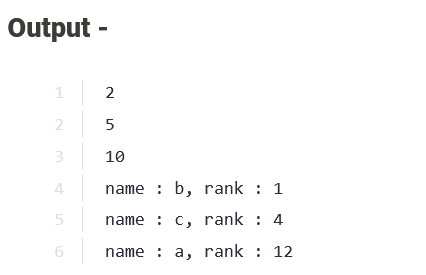 Output -
1 2
2 5
3 10
4 name : b, rank : 1
5 name : c, rank : 4
6 name : a, rank : 12